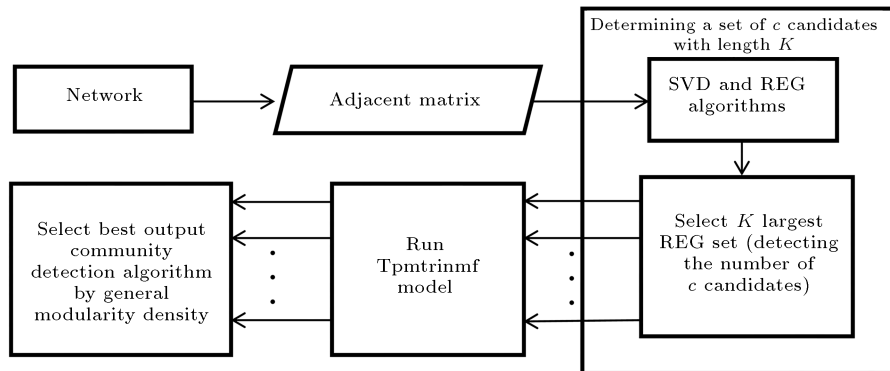 Determining a set of c candidates
with length K
Network
Adjacent matrix
SVD and REG
algorithms
Select K largest
REG set (detecting
the number of
c candidates)
Run
Tpmtrinmf
model
Select best output
community
detection algorithm
by general
modularity density